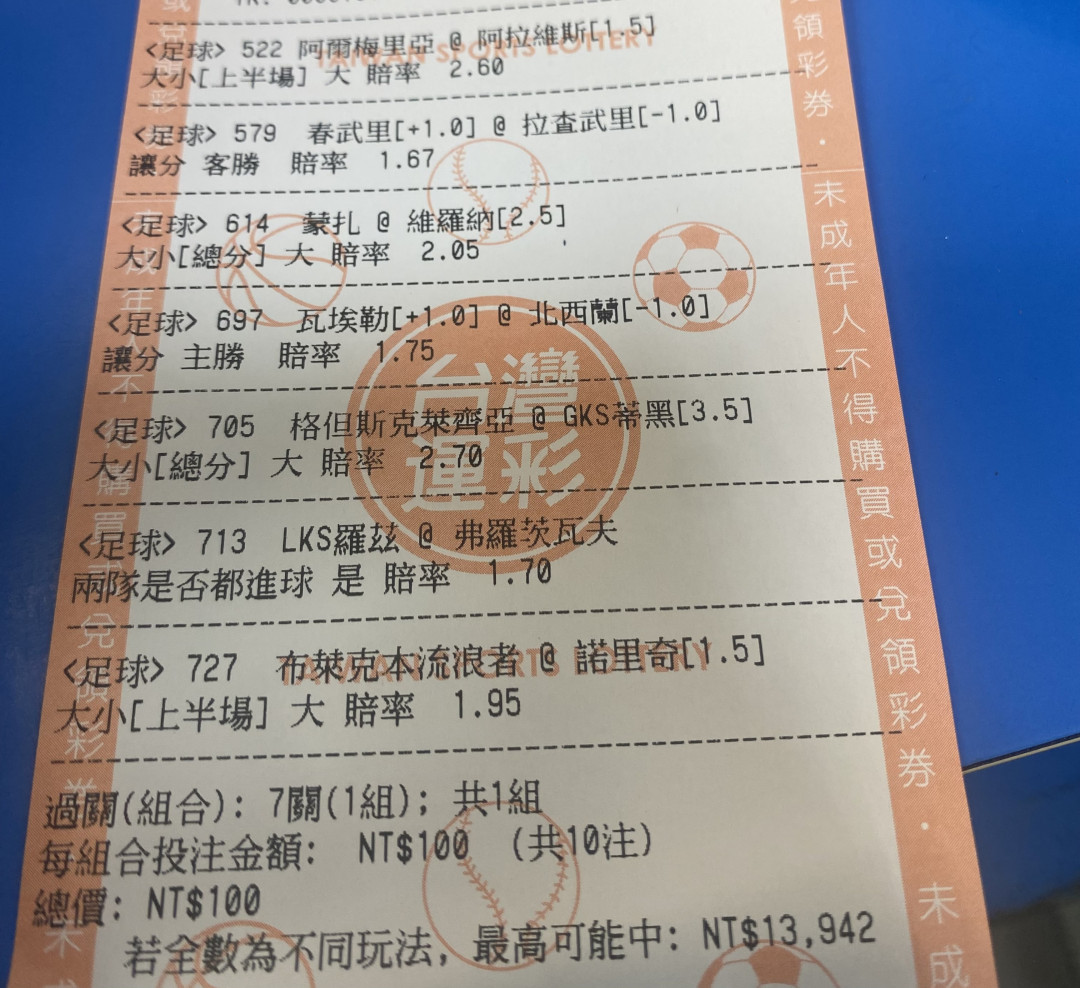 <足球> 522 阿爾梅里亞 @ 阿拉維斯[1.5]
TAIWAN SPORTS LOTTERY
大小[上半場] 大 賠率 2.60
<足球> 579 春武里[+1.0] @ 拉查武里[-1.0]
讓分 客勝 賠率 1.67
<足球> 614 蒙扎 @ 維羅納[2.5]
大小[總分] 大 賠率 2.05
<足球> 697 瓦埃勒[+1.0] @ 北西蘭[-1.0]
讓分 主勝 賠率 1.75
台灣運彩
<足球> 705 格但斯克萊齊亞 @ GKS蒂黑[3.5]
大小[總分] 大 賠率 2.70
<足球> 713 LKS羅茲 @ 弗羅茨瓦夫
兩隊是否都進球 是 賠率 1.70
<足球> 727 布萊克本流浪者 @ 諾里奇[1.5]
TAIWAN SPORTS LOTTERY
大小[上半場] 大 賠率 1.95
過關(組合): 7關(1組); 共1組
每組合投注金額: NT$100 (共10注)
總價: NT$100
若全數為不同玩法, 最高可能中: NT$13,942
領彩券・未成年人不得購買或兌領彩券・未成